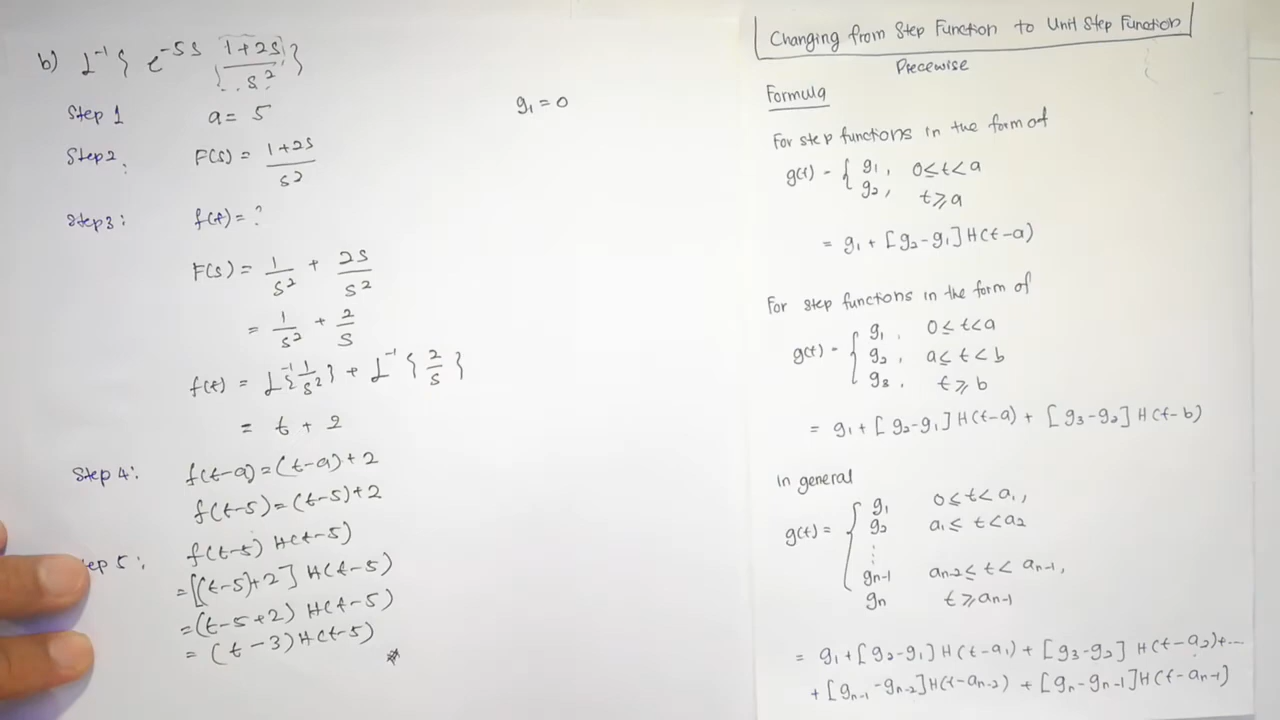 b) L⁻¹ { e^-5s {1+2s/s²} }
Step 1 a = 5
Step 2: F(s) = 1+2s/s²
Step 3: f(t) = ?
F(s) = 1/s² + 2s/s²
= 1/s² + 2/s
f(t) = L⁻¹{1/s²} + L⁻¹{2/s}
= t + 2
Step 4: f(t-a) = (t-a)+2
f(t-5) = (t-5)+2
ep 5: f(t-5) H(t-5)
= [(t-5)+2] H(t-5)
= (t-5+2) H(t-5)
= (t-3) H(t-5)
g₁ = 0
Changing from Step Function to Unit Step Function
Piecewise
Formula
For step functions in the form of
g(t) = { g₁, 0≤t<a
g₂, t≥a
= g₁ + [g₂-g₁] H(t-a)
For step functions in the form of
g(t) = { g₁, 0≤t<a
g₂, a≤t<b
g₃, t≥b
= g₁ + [g₂-g₁] H(t-a) + [g₃-g₂] H(t-b)
In general
g(t) = { g₁ 0≤t<a₁,
g₂ a₁≤t<a₂
⋮
gn-1 an-2≤t<an-1,
gn t≥an-1
= g₁+[g₂-g₁] H(t-a₁) + [g₃-g₂] H(t-a₂)+....
+ [gn-1-gn-2] H(t-an-2) + [gn-gn-1] H(t-an-1]